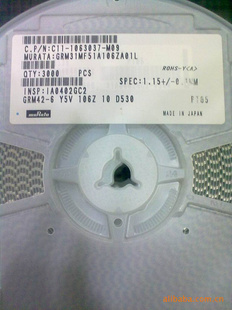 C.P/N:C11-1063037-M09
MURATA:GRM31MF51A106ZA01L
ROHS-Y<A>
QTY:3000 PCS
SPEC:1.15+/-0.1MM
INSP:IA0402GC2
GRM42-6 Y5V 106Z 10 D530
PT05
muRata
MADE IN JAPAN